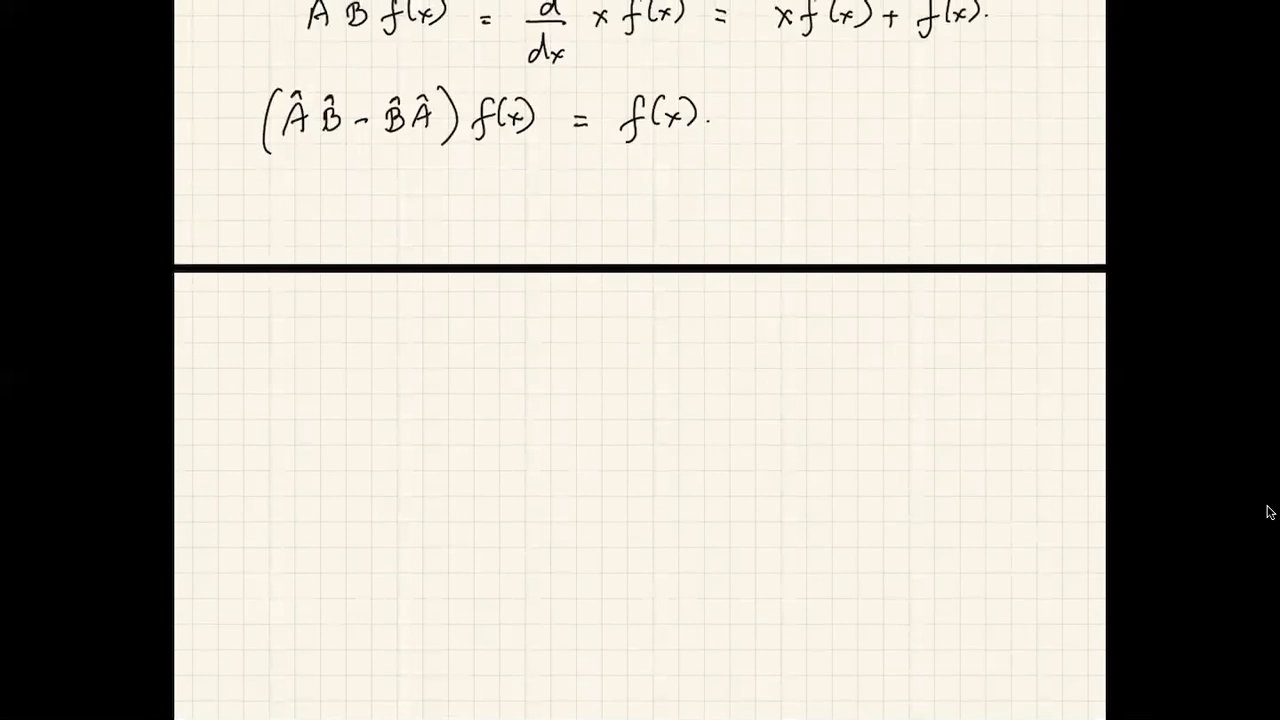 A B f(x) = d/dx x f(x) = x f'(x) + f(x).
(Â B̂ - B̂ Â) f(x) = f(x).